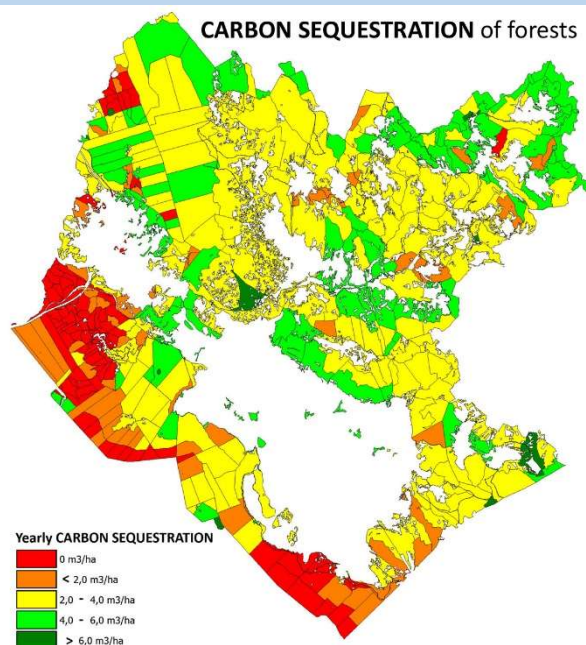 CARBON SEQUESTRATION of forests
Yearly CARBON SEQUESTRATION
0 m3/ha
< 2,0 m3/ha
2,0 - 4,0 m3/ha
4,0 - 6,0 m3/ha
> 6,0 m3/ha